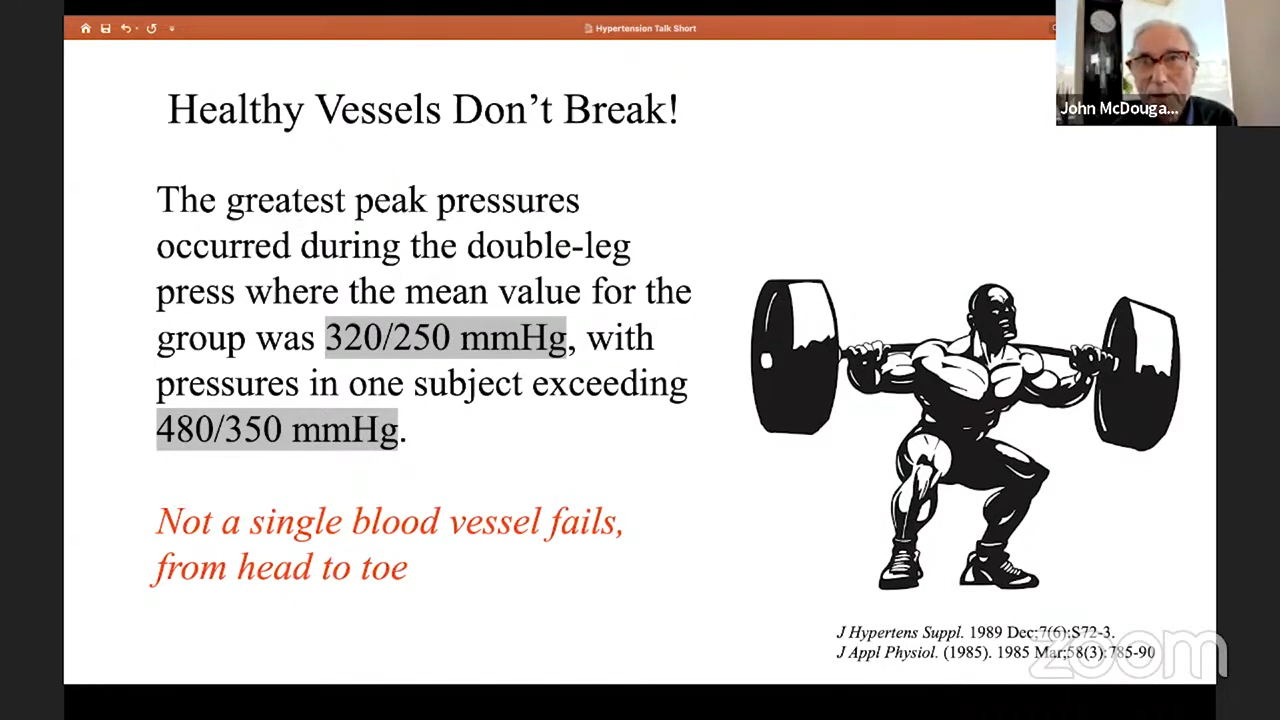 Hypertension Talk Short
John McDouga...
Healthy Vessels Don't Break!
The greatest peak pressures
occurred during the double-leg
press where the mean value for the
group was 320/250 mmHg, with
pressures in one subject exceeding
480/350 mmHg.
Not a single blood vessel fails,
from head to toe
J Hypertens Suppl. 1989 Dec;7(6):S72-3.
J Appl Physiol. (1985). 1985 Mar;58(3):785-90
zoom